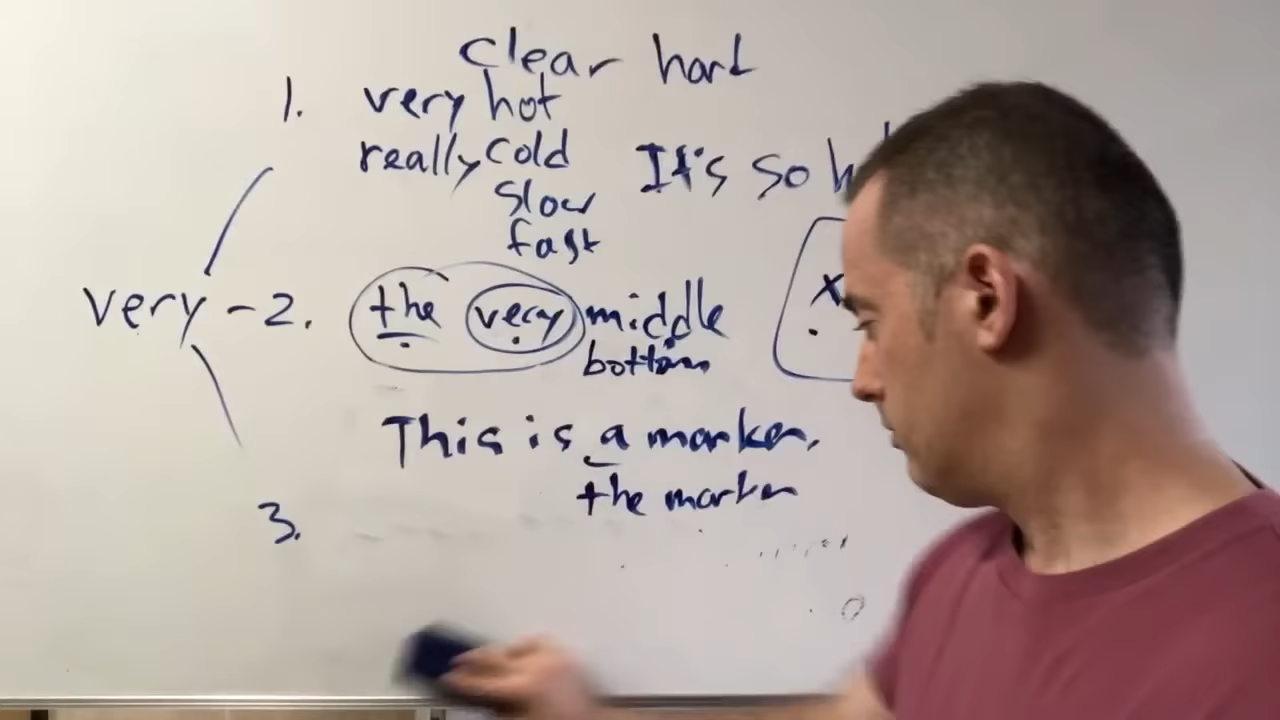 clear hard
1. very hot
really cold
It's so
slow
fast
very - 2. the very middle
x
bottom
This is a marker.
the marker
3.